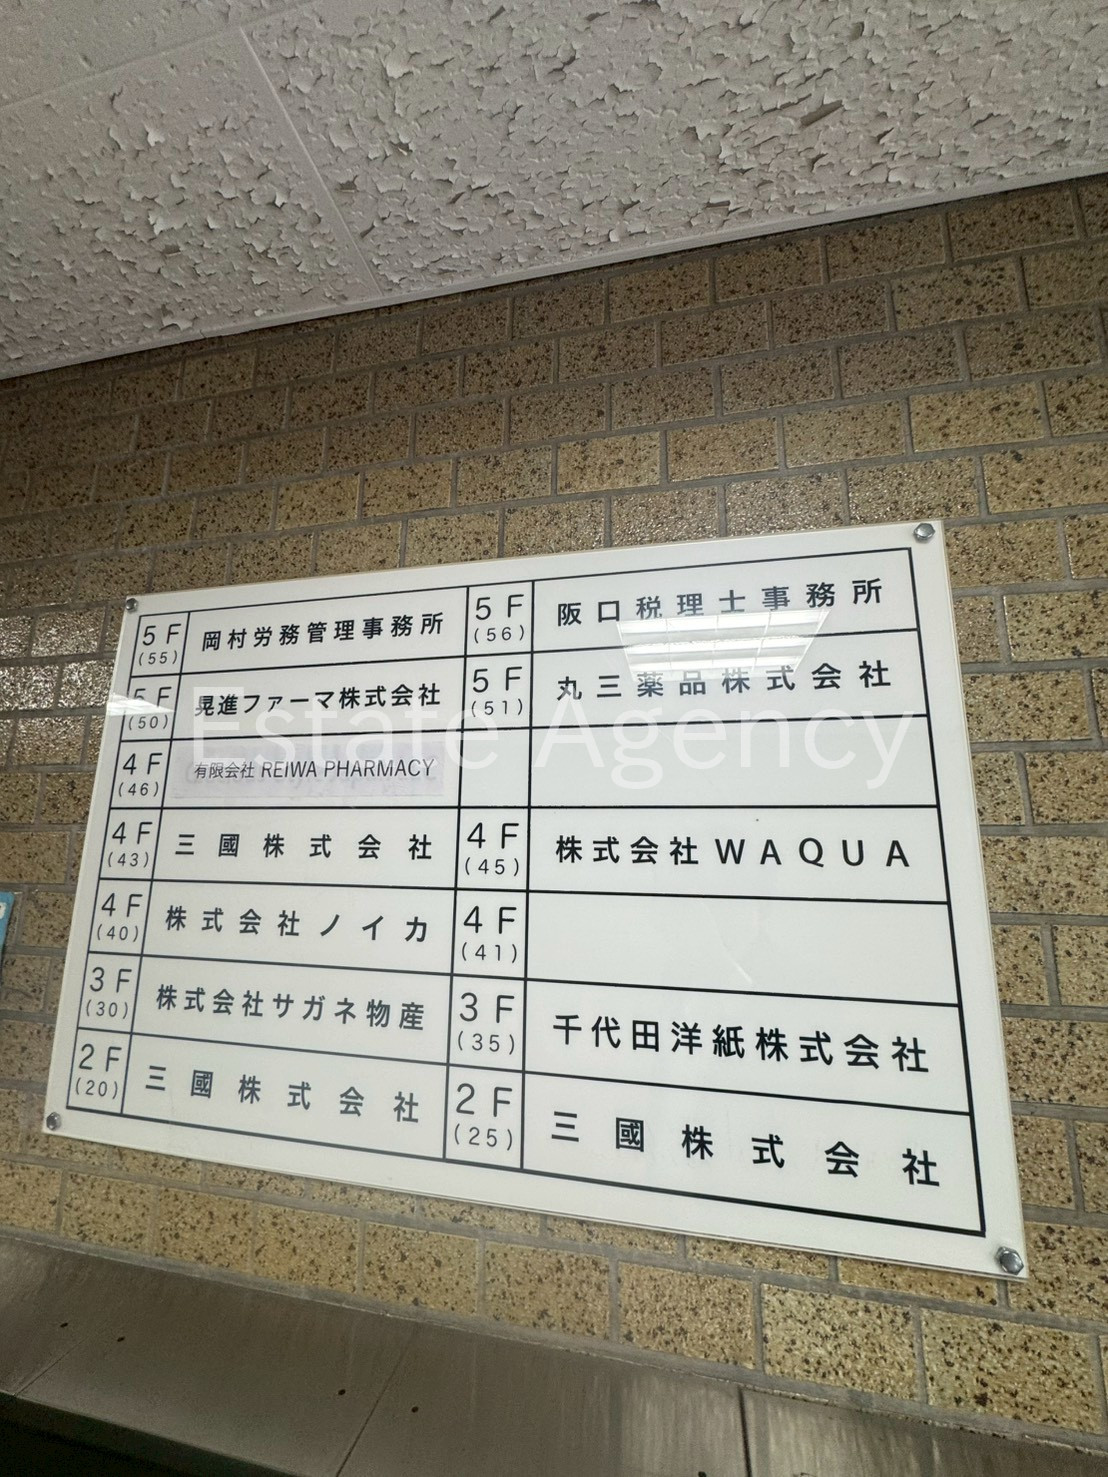 5F
(55)
岡村労務管理事務所
5F
(56)
阪口税理士事務所
5F
(50)
晃進ファーマ株式会社
5F
(51)
丸三薬品株式会社
4F
(46)
有限会社 REIWA PHARMACY
4F
(43)
三國株式会社
4F
(45)
株式会社WAQUA
4F
(40)
株式会社ノイカ
4F
(41)
3F
(30)
株式会社サガネ物産
3F
(35)
千代田洋紙株式会社
2F
(20)
三國株式会社
2F
(25)
三國株式会社
Estate Agency